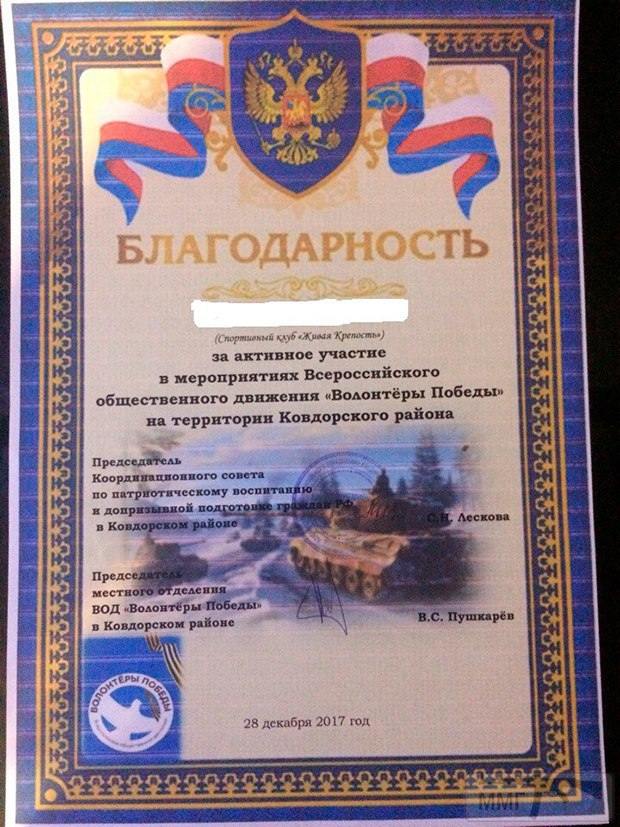 БЛАГОДАРНОСТЬ
(Спортивный клуб «Живая Крепость»)
за активное участие
в мероприятиях Всероссийского
общественного движения «Волонтёры Победы»
на территории Ковдорского района
Председатель
Координационного совета
по патриотическому воспитанию
и допризывной подготовке граждан РФ
в Ковдорском районе
С.Н. Лескова
Председатель
местного отделения
ВОД «Волонтёры Победы»
в Ковдорском районе
В.С. Пушкарёв
ВОЛОНТЁРЫ ПОБЕДЫ
28 декабря 2017 год
ММГ